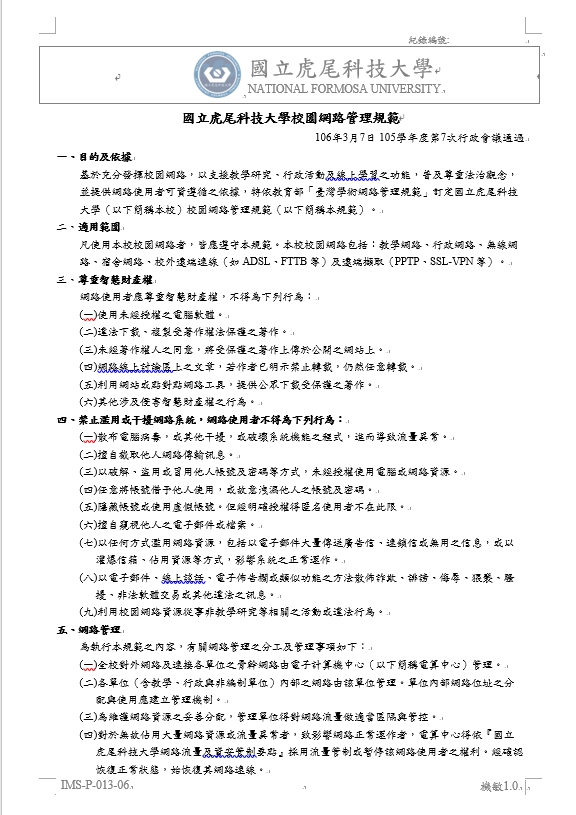 紀錄編號:
國立虎尾科技大學
NATIONAL FORMOSA UNIVERSITY
國立虎尾科技大學校園網路管理規範
106年3月7日 105學年度第7次行政會議通過
一、目的及依據
基於充分發揮校園網路，以支援教學研究、行政活動及線上學習之功能，普及尊重法治觀念，
並提供網路使用者可資遵循之依據，特依教育部「臺灣學術網路管理規範」訂定國立虎尾科技
大學（以下簡稱本校）校園網路管理規範（以下簡稱本規範）。
二、適用範圍
凡使用本校校園網路者，皆應遵守本規範。本校校園網路包括：教學網路、行政網路、無線網
路、宿舍網路、校外遠端連線（如 ADSL、FTTB 等）及遠端擷取（PPTP、SSL-VPN 等）。
三、尊重智慧財產權
網路使用者應尊重智慧財產權，不得為下列行為：
(一)使用未經授權之電腦軟體。
(二)違法下載、複製受著作權法保護之著作。
(三)未經著作權人之同意，將受保護之著作上傳於公開之網站上。
(四)網路線上討論區上之文章，若作者已明示禁止轉載，仍然任意轉載。
(五)利用網站或點對點網路工具，提供公眾下載受保護之著作。
(六)其他涉及侵害智慧財產權之行為。
四、禁止濫用或干擾網路系統，網路使用者不得為下列行為：
(一)散布電腦病毒，或其他干擾，或破壞系統機能之程式，進而導致流量異常。
(二)擅自截取他人網路傳輸訊息。
(三)以破解、盜用或冒用他人帳號及密碼等方式，未經授權使用電腦或網路資源。
(四)任意將帳號借予他人使用，或故意洩漏他人之帳號及密碼。
(五)隱藏帳號或使用虛假帳號。但經明確授權得匿名使用者不在此限。
(六)擅自窺視他人之電子郵件或檔案。
(七)以任何方式濫用網路資源，包括以電子郵件大量傳送廣告信、連鎖信或無用之信息，或以
灌爆信箱、佔用資源等方式，影響系統之正常運作。
(八)以電子郵件、線上談話、電子佈告欄或類似功能之方法散佈詐欺、誹謗、侮辱、猥褻、騷
擾、非法軟體交易或其他違法之訊息。
(九)利用校園網路資源從事非教學研究等相關之活動或違法行為。
五、網路管理
為執行本規範之內容，有關網路管理之分工及管理事項如下：
(一)全校對外網路及連接各單位之骨幹網路由電子計算機中心（以下簡稱電算中心）管理。
(二)各單位（含教學、行政與非編制單位）內部之網路由該單位管理。單位內部網路位址之分
配與使用應建立管理機制。
(三)為維護網路資源之妥善分配，管理單位得對網路流量做適當區隔與管控。
(四)對於無故佔用大量網路資源或流量異常者，致影響網路正常運作者，電算中心得依『國立
虎尾科技大學網路流量及資安管制要點』採用流量管制或暫停該網路使用者之權利。經確認
恢復正常狀態，始恢復其網路連線。
IMS-P-013-06
機敏1.0